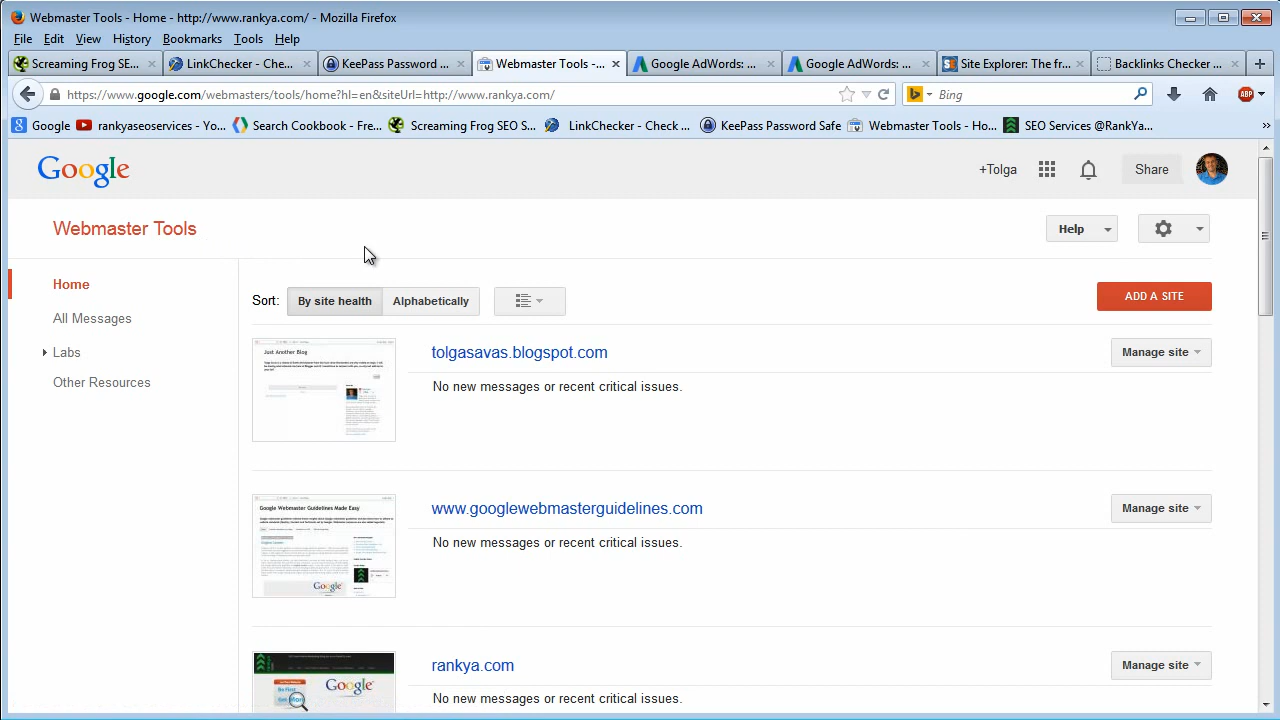 Webmaster Tools - Home - http://www.rankya.com/ - Mozilla Firefox
File Edit View History Bookmarks Tools Help
Screaming Frog SE... LinkChecker - Che... KeePass Password ... Webmaster Tools -... Google AdWords: ... Google AdWords: ... Site Explorer: The fr... Backlinks Checker ...
https://www.google.com/webmasters/tools/home?hl=en&siteUrl=http://www.rankya.com/ Bing ABP
Google rankyaseoservices - Yo... Search Cookbook - Fre... Screaming Frog SEO S... LinkChecker - Check ... KeePass Password Safe Webmaster Tools - Ho... SEO Services @RankYa...
Google +Tolga Share
Webmaster Tools Help
Home
All Messages
Labs
Other Resources
Sort: By site health Alphabetically ADD A SITE
Just Another Blog
tolgasavas.blogspot.com Manage site
No new messages or recent critical issues.
Google Webmaster Guidelines Made Easy
Google
www.googlewebmasterguidelines.com Manage site
No new messages or recent critical issues.
Google
rankya.com Manage site
No new messages or recent critical issues.